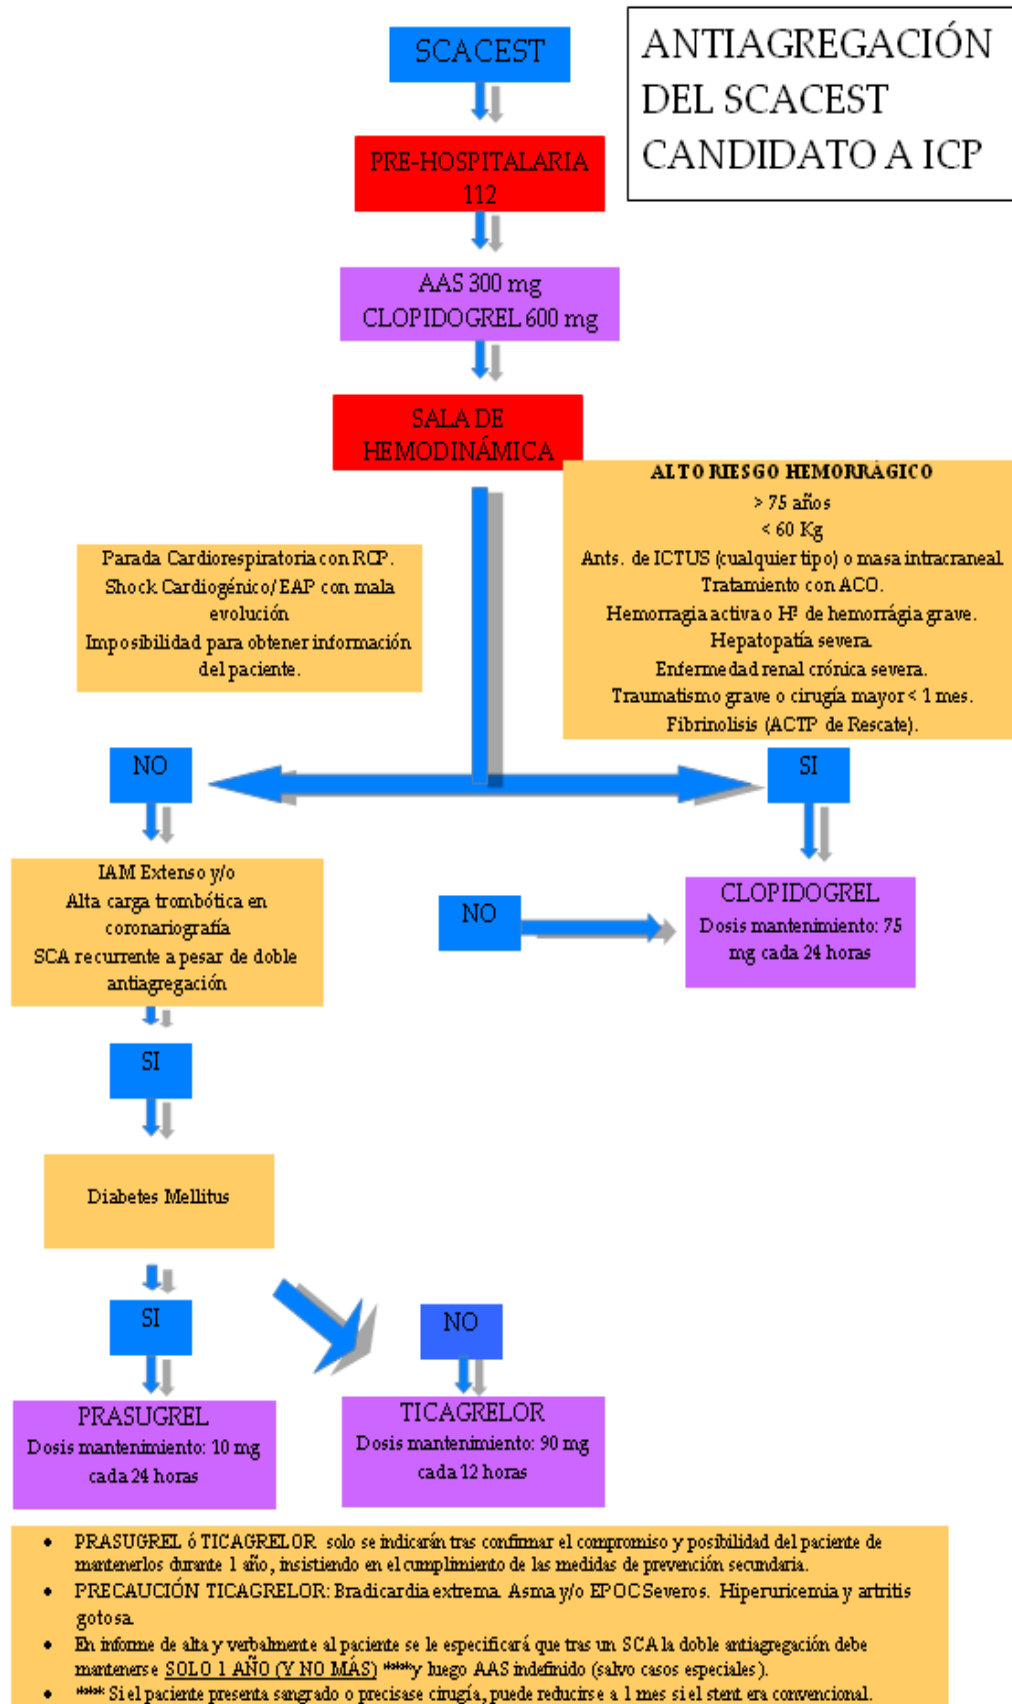 ANTIAGREGACIÓN
DEL SCACEST
CANDIDATO A ICP
SCACEST
PRE-HOSPITALARIA
112
AAS 300 mg
CLOPIDOGREL 600 mg
SALA DE
HEMODINÁMICA
ALTO RIESGO HEMORRÁGICO
> 75 años
< 60 Kg
Ants. de ICTUS (cualquier tipo) o masa intracraneal.
Tratamiento con ACO.
Hemorragia activa o Hª de hemorrágia grave.
Hepatopatía severa.
Enfermedad renal crónica severa.
Traumatismo grave o cirugía mayor < 1 mes.
Fibrinolisis (ACTP de Rescate).
Parada Cardiorespiratoria con RCP.
Shock Cardiogénico/EAP con mala
evolución
Imposibilidad para obtener información
del paciente.
NO
SI
IAM Extenso y/o
Alta carga trombótica en
coronariografía
SCA recurrente a pesar de doble
antiagregación
NO
CLOPIDOGREL
Dosis mantenimiento: 75
mg cada 24 horas
SI
Diabetes Mellitus
SI
NO
PRASUGREL
Dosis mantenimiento: 10 mg
cada 24 horas
TICAGRELOR
Dosis mantenimiento: 90 mg
cada 12 horas
• PRASUGREL ó TICAGRELOR solo se indicarán tras confirmar el compromiso y posibilidad del paciente de
mantenerlos durante 1 año, insistiendo en el cumplimiento de las medidas de prevención secundaria.
• PRECAUCIÓN TICAGRELOR: Bradicardia extrema. Asma y/o EPOC Severos. Hiperuricemia y artritis
gotosa.
• En informe de alta y verbalmente al paciente se le especificará que tras un SCA la doble antiagregación debe
mantenerse SOLO 1 AÑO (Y NO MÁS) ****y luego AAS indefinido (salvo casos especiales).
• **** Si el paciente presenta sangrado o precisase cirugía, puede reducirse a 1 mes si el stent era convencional.